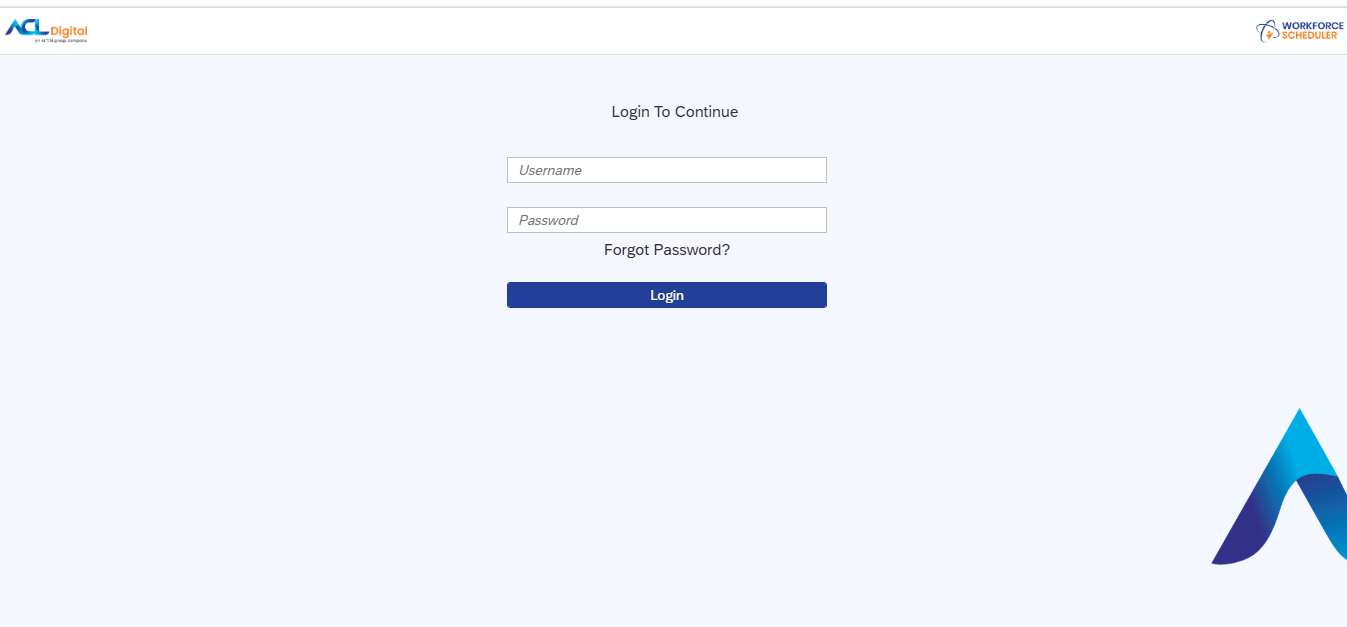 ACL Digital
an ALTEN group company
WORKFORCE
SCHEDULER
Login To Continue
Username
Password
Forgot Password?
Login